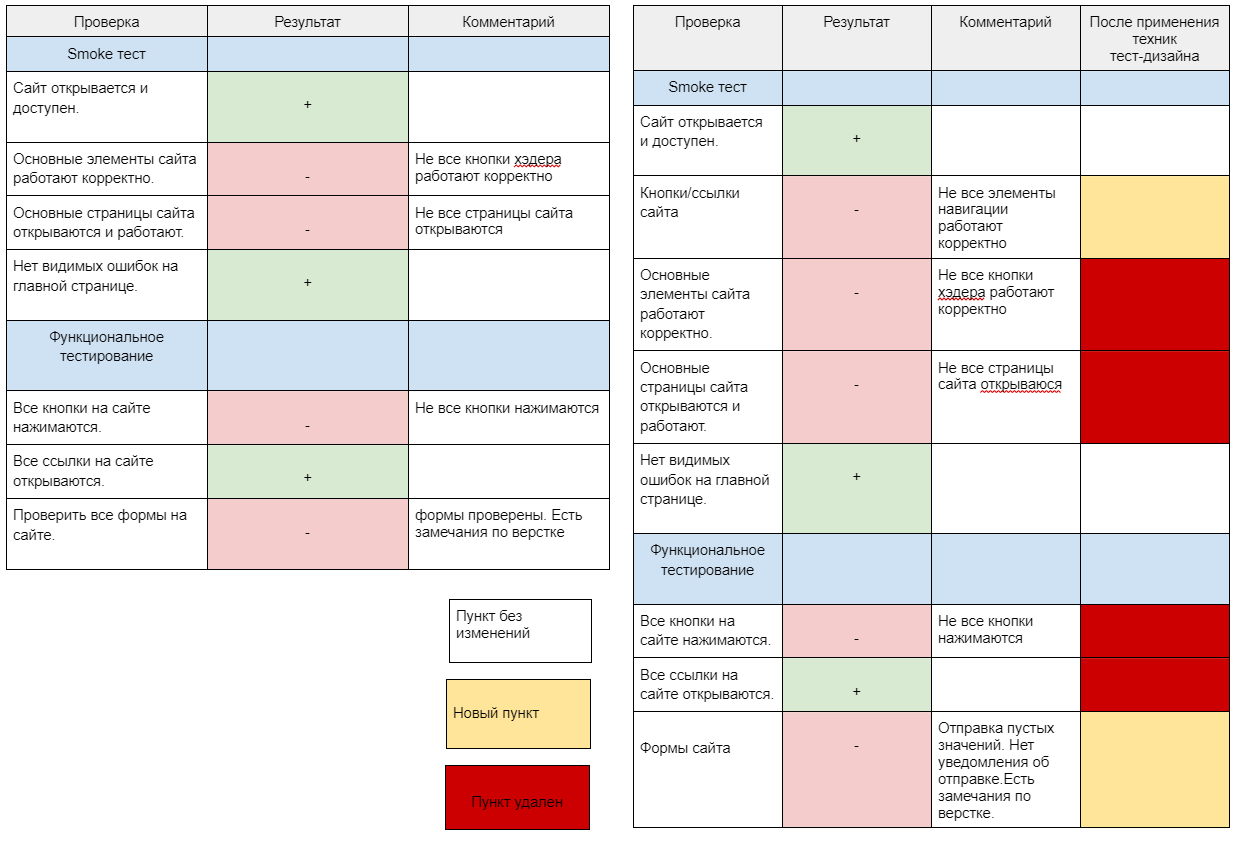 Проверка
Результат
Комментарий
Smoke тест
Сайт открывается и
доступен.
+
Основные элементы сайта
работают корректно.
-
Не все кнопки хэдера
работают корректно
Основные страницы сайта
открываются и работают.
-
Не все страницы сайта
открываются
Нет видимых ошибок на
главной странице.
+
Функциональное
тестирование
Все кнопки на сайте
нажимаются.
-
Не все кнопки нажимаются
Все ссылки на сайте
открываются.
+
Проверить все формы на
сайте.
-
формы проверены. Есть
замечания по верстке
Пункт без
изменений
Новый пункт
Пункт удален
Проверка
Результат
Комментарий
После применения
техник
тест-дизайна
Smoke тест
Сайт открывается
и доступен.
+
Кнопки/ссылки
сайта
-
Не все элементы
навигации
работают
корректно
Основные
элементы сайта
работают
корректно.
-
Не все кнопки
хэдера работают
корректно
Основные
страницы сайта
открываются и
работают.
-
Не все страницы
сайта открываюся
Нет видимых
ошибок на главной
странице.
+
Функциональное
тестирование
Все кнопки на
сайте нажимаются.
-
Не все кнопки
нажимаются
Все ссылки на
сайте открываются.
+
Формы сайта
-
Отправка пустых
значений. Нет
уведомления об
отправке.Есть
замечания по
верстке.